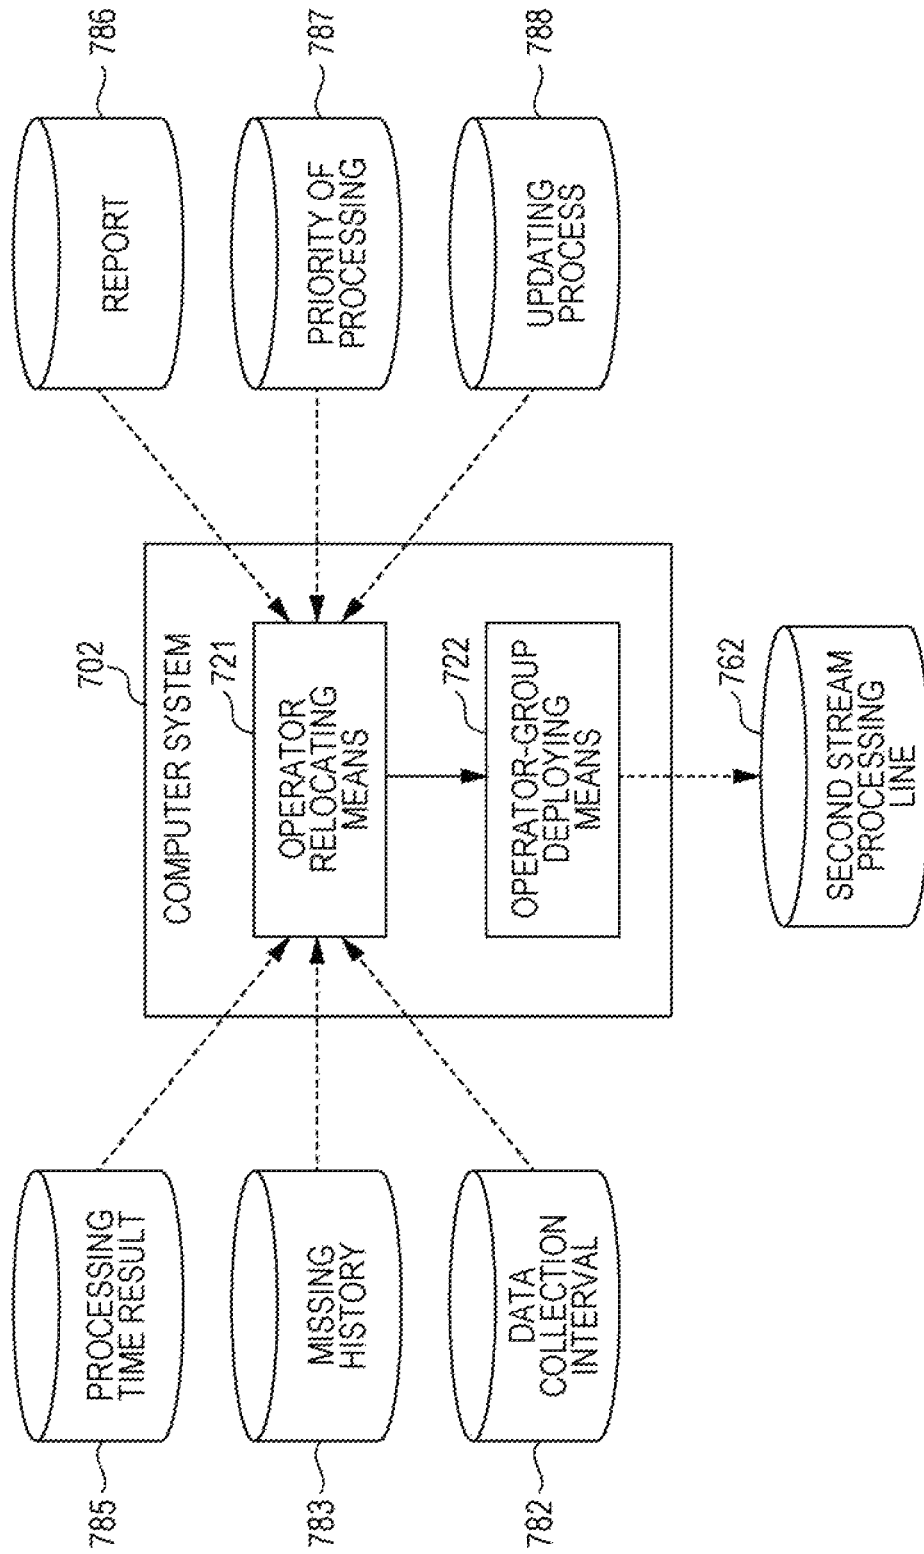 785
PROCESSING
TIME RESULT
783
MISSING
HISTORY
782
DATA
COLLECTION
INTERVAL
702
COMPUTER SYSTEM
721
OPERATOR
RELOCATING
MEANS
722
OPERATOR-GROUP
DEPLOYING
MEANS
762
SECOND STREAM
PROCESSING
LINE
786
REPORT
787
PRIORITY OF
PROCESSING
788
UPDATING
PROCESS